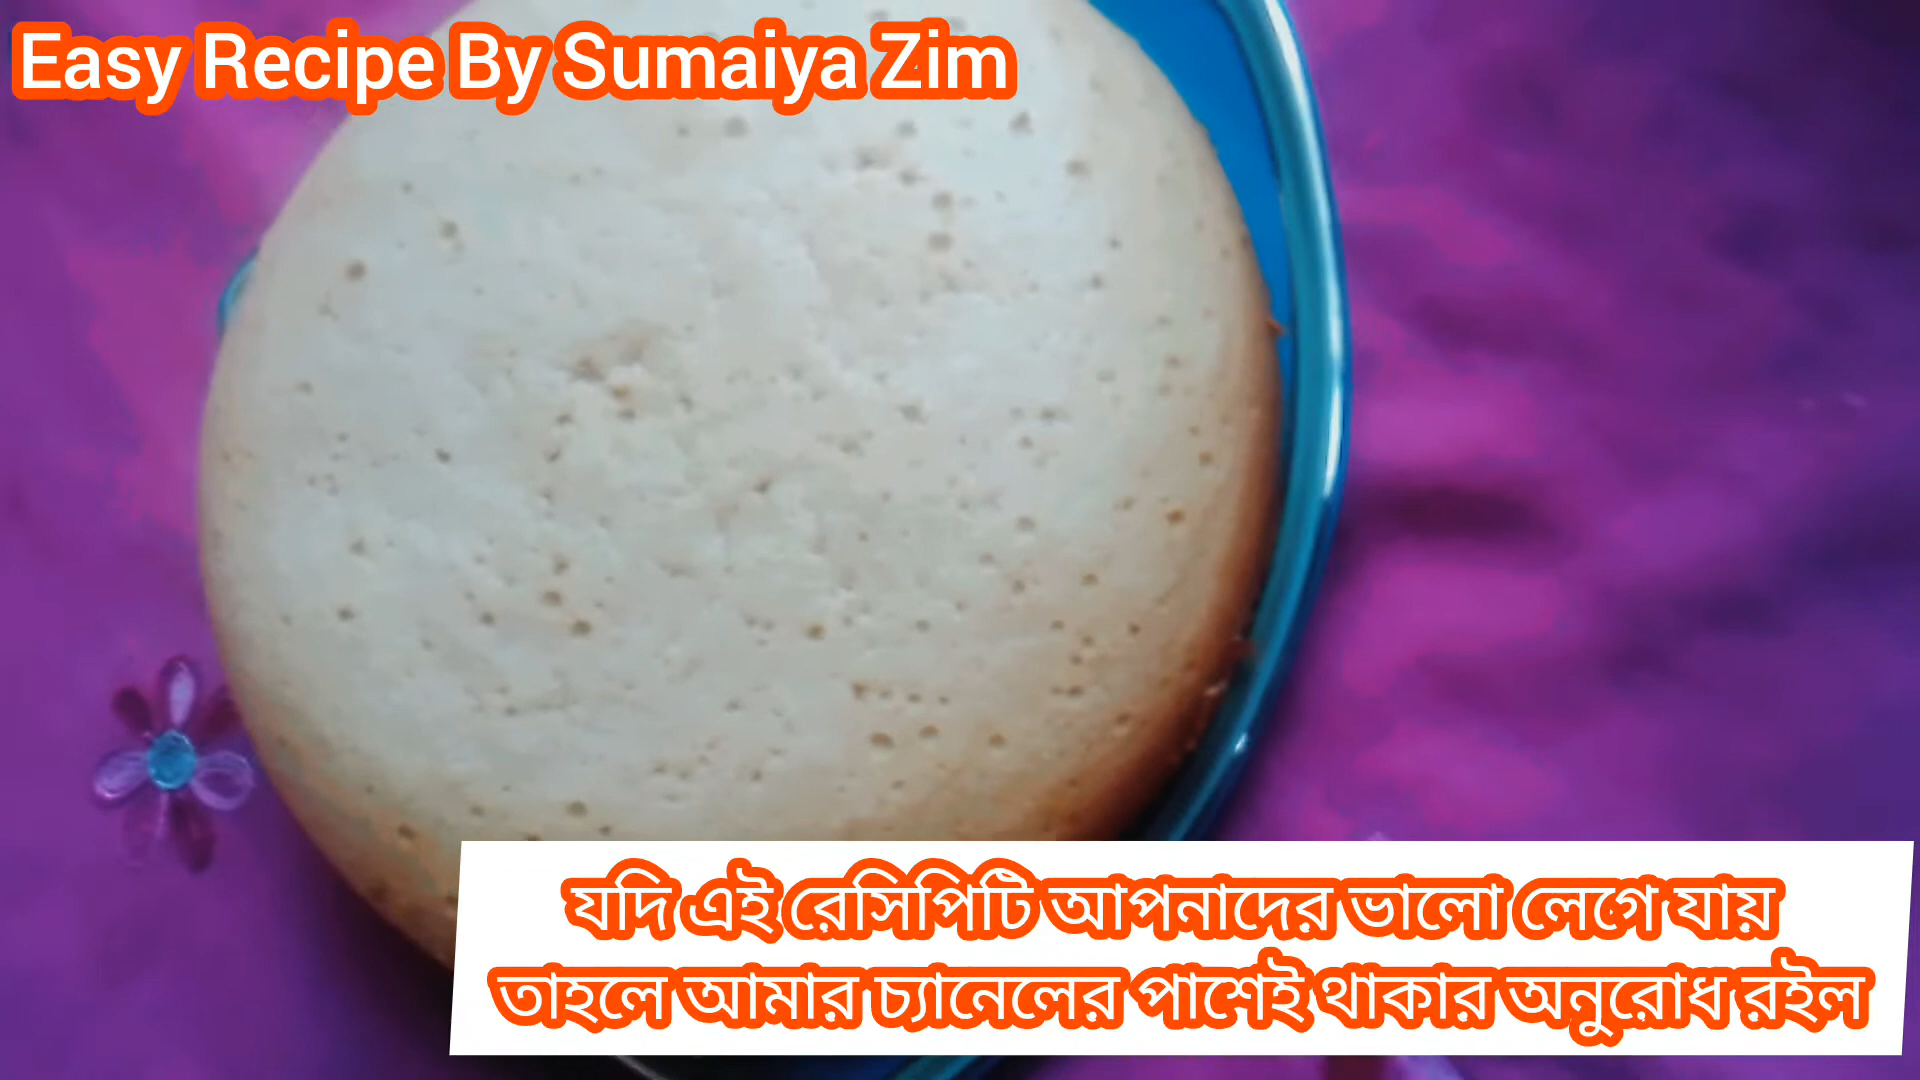 Easy Recipe By Sumaiya Zim
যদি এই রেসিপিটি আপনাদের ভালো লেগে যায়
তাহলে আমার চ্যানেলের পাশেই থাকার অনুরোধ রইল